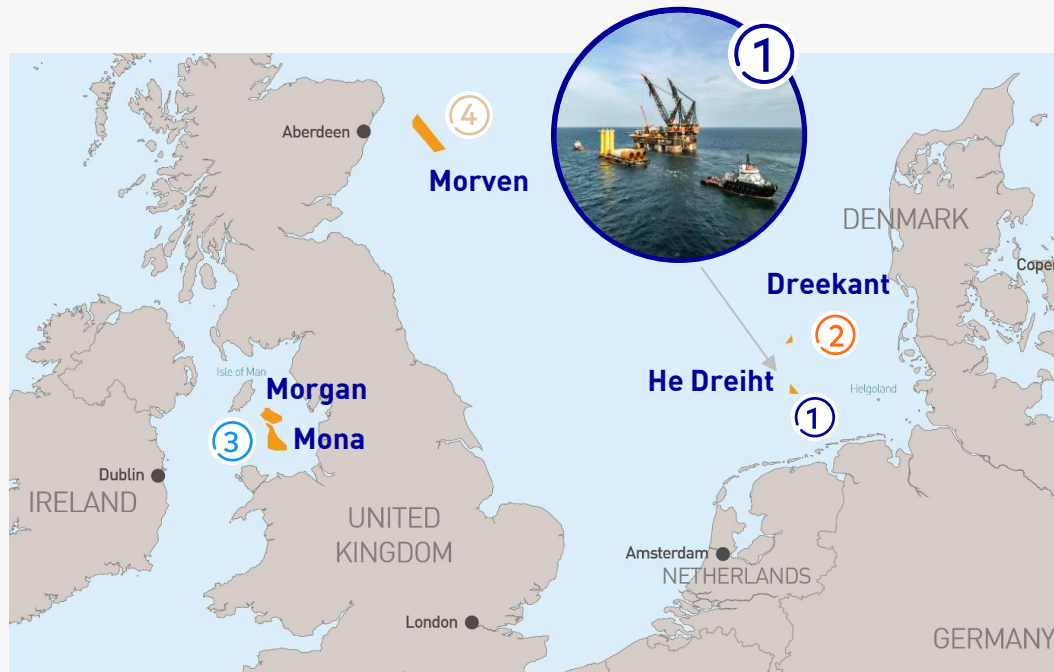 1
Aberdeen
4
Morven
DENMARK
Cope
Dreekant
2
Isle of Man
He Dreiht
Helgoland
Morgan
1
3
Mona
Dublin
IRELAND
UNITED
KINGDOM
Amsterdam
NETHERLANDS
London
GERMANY